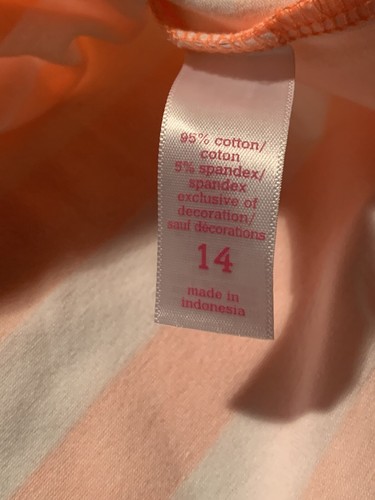 95% cotton/
coton
5% spandex/
spandex
exclusive of
decoration/
sauf décorations
14
made in
indonesia